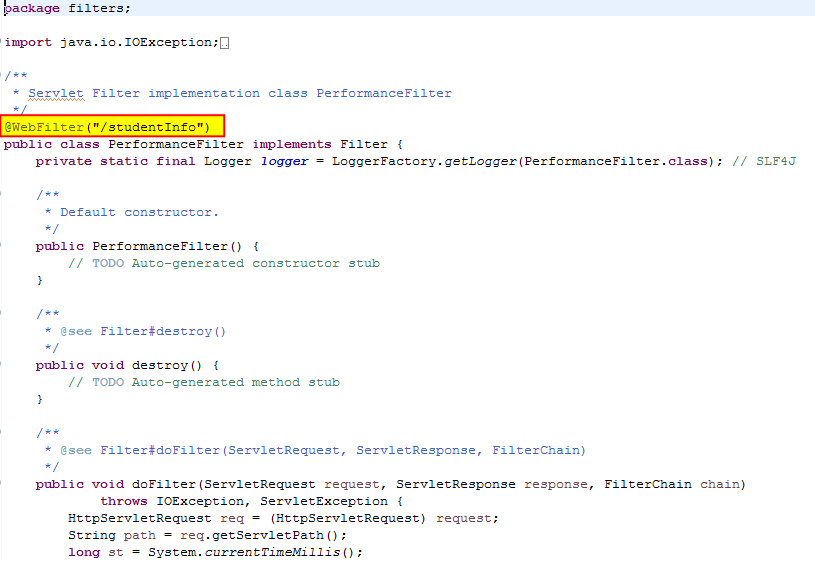 package filters;
import java.io.IOException;
/**
* Servlet Filter implementation class PerformanceFilter
*/
@WebFilter("/studentInfo")
public class PerformanceFilter implements Filter {
private static final Logger logger = LoggerFactory.getLogger(PerformanceFilter.class); // SLF4J
/**
* Default constructor.
*/
public PerformanceFilter() {
// TODO Auto-generated constructor stub
}
/**
* @see Filter#destroy()
*/
public void destroy() {
// TODO Auto-generated method stub
}
/**
* @see Filter#doFilter(ServletRequest, ServletResponse, FilterChain)
*/
public void doFilter(ServletRequest request, ServletResponse response, FilterChain chain)
throws IOException, ServletException {
HttpServletRequest req = (HttpServletRequest) request;
String path = req.getServletPath();
long st = System.currentTimeMillis();